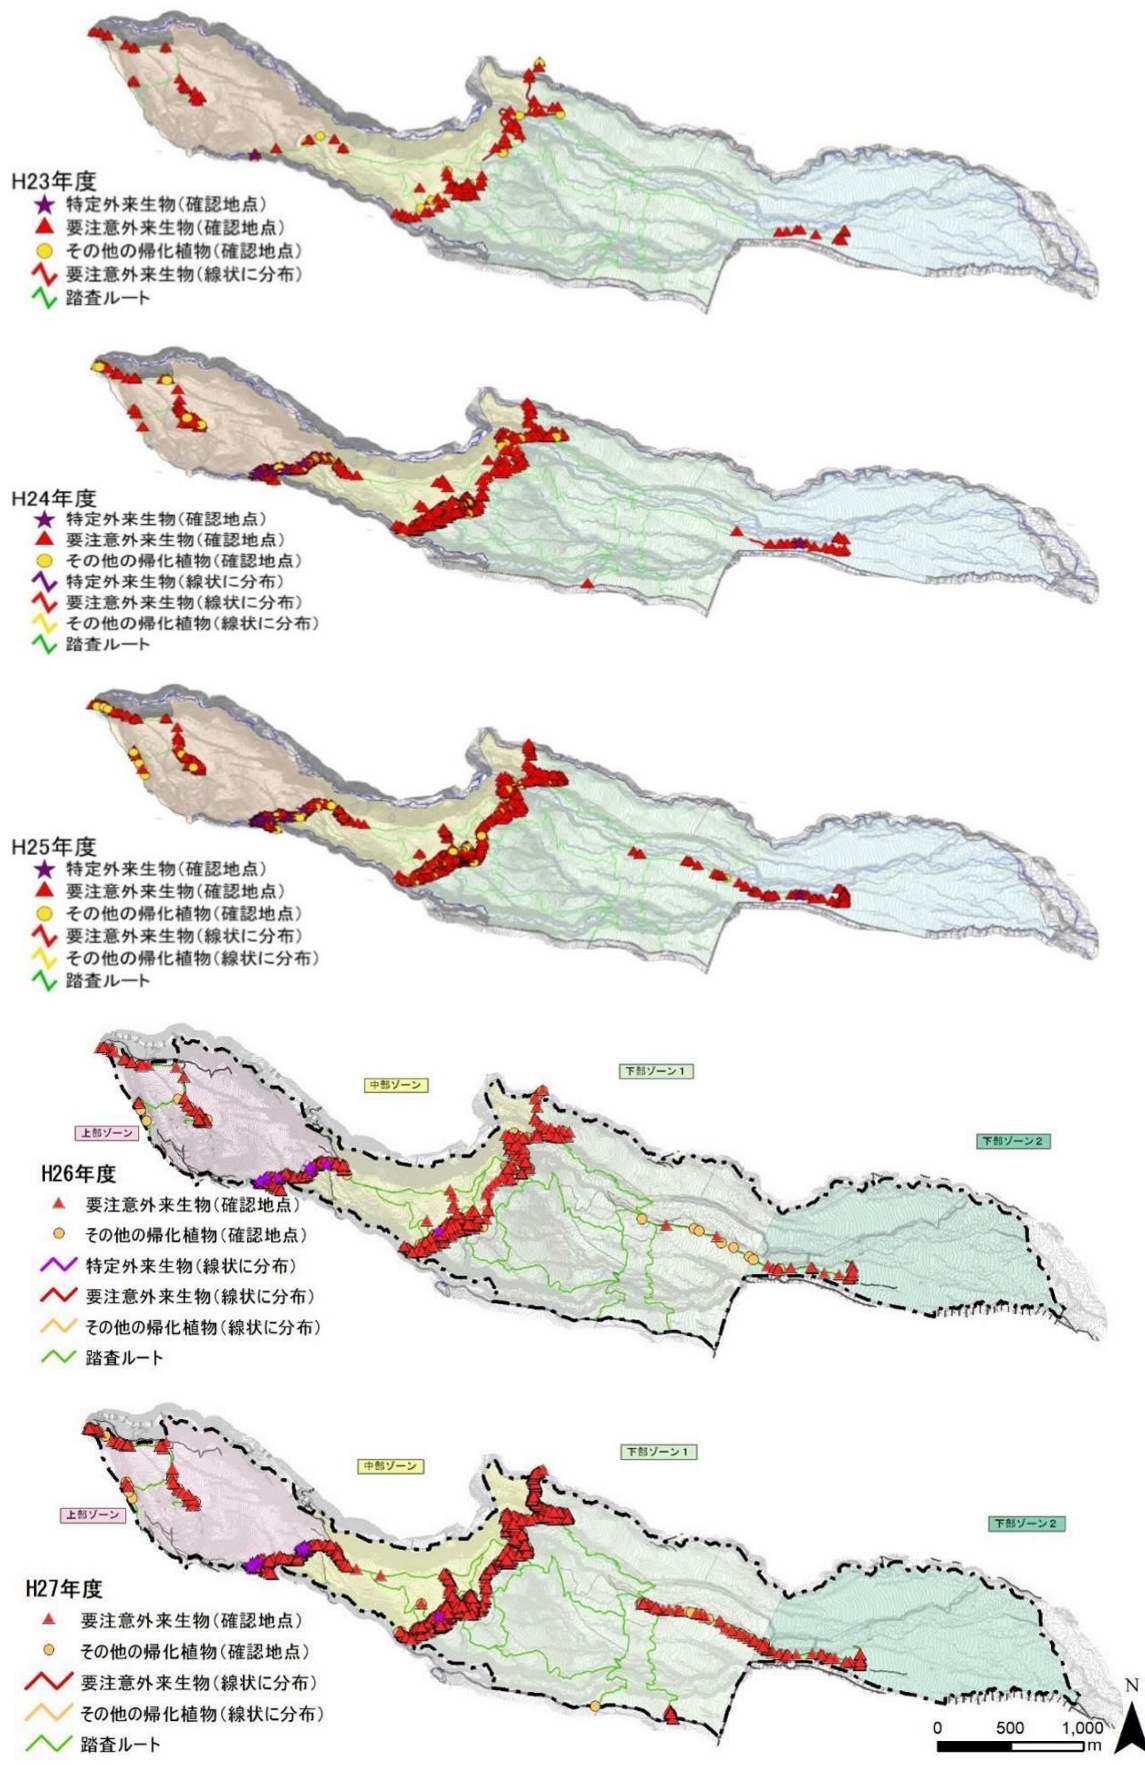 H23年度
特定外来生物(確認地点)
要注意外来生物(確認地点)
その他の帰化植物(確認地点)
要注意外来生物(線状に分布)
踏査ルート
H24年度
特定外来生物(確認地点)
要注意外来生物(確認地点)
その他の帰化植物(確認地点)
特定外来生物(線状に分布)
要注意外来生物(線状に分布)
その他の帰化植物(線状に分布)
踏査ルート
H25年度
特定外来生物(確認地点)
要注意外来生物(確認地点)
その他の帰化植物(確認地点)
要注意外来生物(線状に分布)
その他の帰化植物(線状に分布)
踏査ルート
下部ゾーン1
中部ゾーン
上部ゾーン
下部ゾーン2
H26年度
要注意外来生物(確認地点)
その他の帰化植物(確認地点)
特定外来生物(線状に分布)
要注意外来生物(線状に分布)
その他の帰化植物(線状に分布)
踏査ルート
下部ゾーン1
中部ゾーン
上部ゾーン
下部ゾーン2
H27年度
要注意外来生物(確認地点)
その他の帰化植物(確認地点)
要注意外来生物(線状に分布)
その他の帰化植物(線状に分布)
踏査ルート
N
0 500 1,000
m